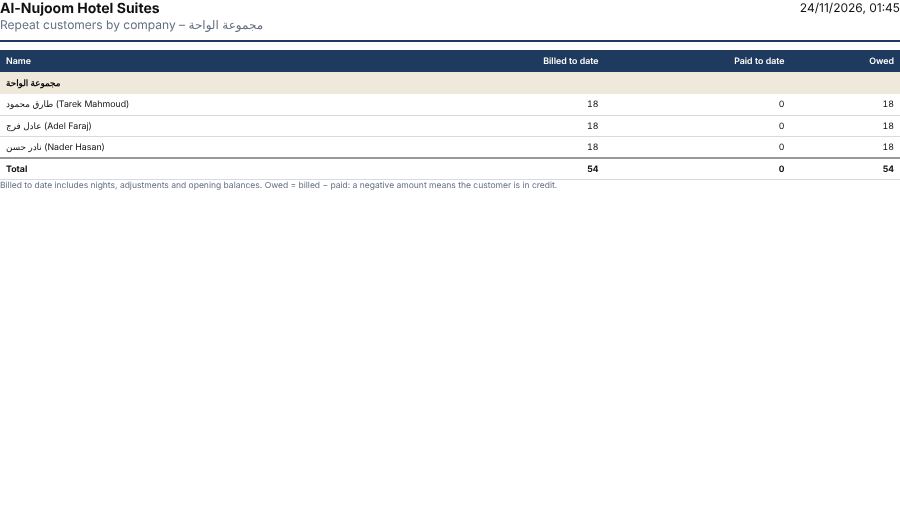 Al-Nujoom Hotel Suites 24/11/2026, 01:45
Repeat customers by company – مجموعة الواحة
Name Billed to date Paid to date Owed
مجموعة الواحة
طارق محمود (Tarek Mahmoud) 18 0 18
عادل فرج (Adel Faraj) 18 0 18
نادر حسن (Nader Hasan) 18 0 18
Total 54 0 54
Billed to date includes nights, adjustments and opening balances. Owed = billed − paid: a negative amount means the customer is in credit.